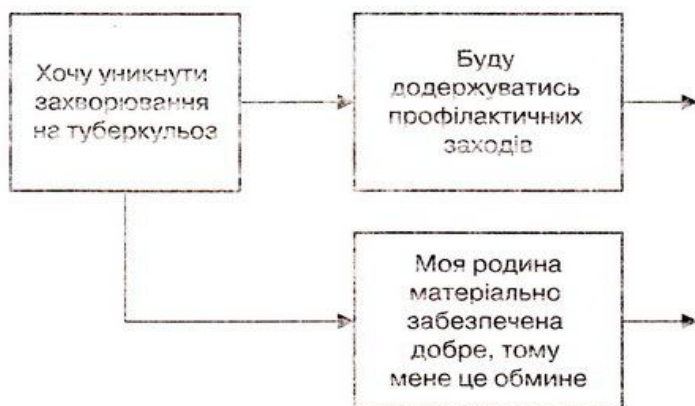 Хочу уникнути
захворювання
на туберкульоз
Буду
додержуватись
профілактичних
заходів
Моя родина
матеріально
забезпечена
добре, тому
мене це обмине